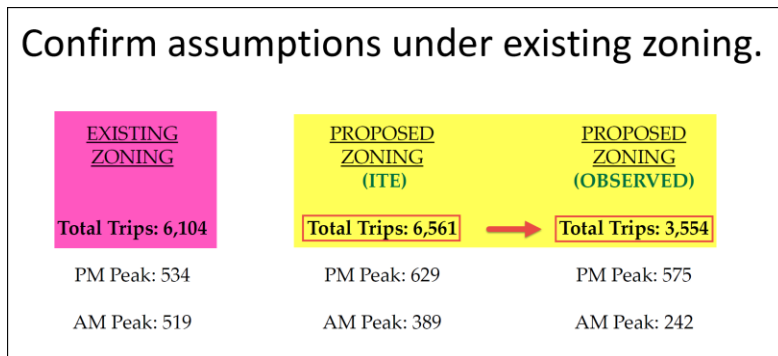 Confirm assumptions under existing zoning.
EXISTING
ZONING
Total Trips: 6,104
PM Peak: 534
AM Peak: 519
PROPOSED
ZONING
(ITE)
Total Trips: 6,561
PM Peak: 629
AM Peak: 389
PROPOSED
ZONING
(OBSERVED)
Total Trips: 3,554
PM Peak: 575
AM Peak: 242